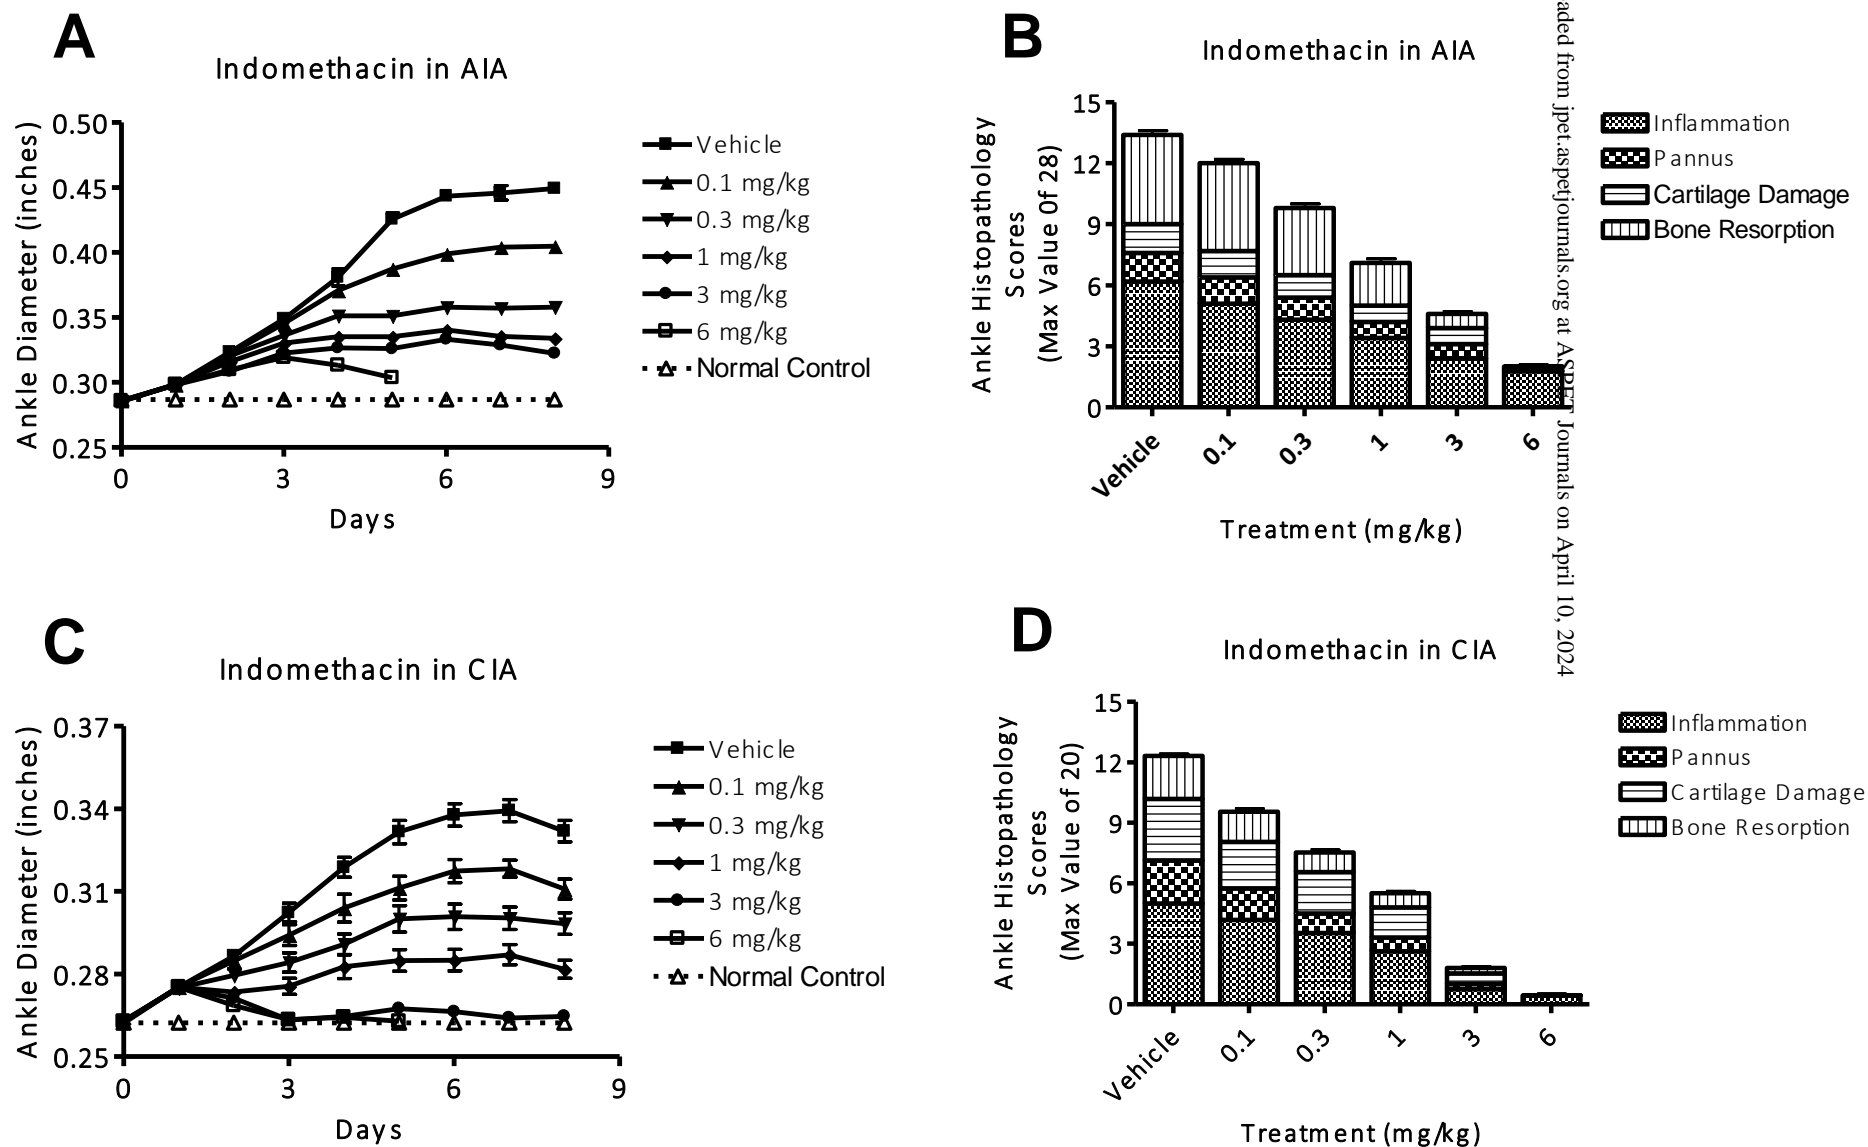 A
Indomethacin in AIA
Ankle Diameter (inches)
0.50
0.45
0.40
0.35
0.30
0.25
0
3
6
9
Days
Vehicle
0.1 mg/kg
0.3 mg/kg
1 mg/kg
3 mg/kg
6 mg/kg
Normal Control
B
Indomethacin in AIA
Ankle Histopathology
Scores
(Max Value 0f 28)
15
12
9
6
3
0
Vehicle
0.1
0.3
1
3
6
Treatment (mg/kg)
Inflammation
Pannus
Cartilage Damage
Bone Resorption
aded from jpet.aspetjournals.org at ASPET Journals on April 10, 2024
C
Indomethacin in CIA
Ankle Diameter (inches)
0.37
0.34
0.31
0.28
0.25
0
3
6
9
Days
Vehicle
0.1 mg/kg
0.3 mg/kg
1 mg/kg
3 mg/kg
6 mg/kg
Normal Control
D
Indomethacin in CIA
Ankle Histopathology
Scores
(Max Value of 20)
15
12
9
6
3
0
Vehicle
0.1
0.3
1
3
6
Treatment (mg/kg)
Inflammation
Pannus
Cartilage Damage
Bone Resorption